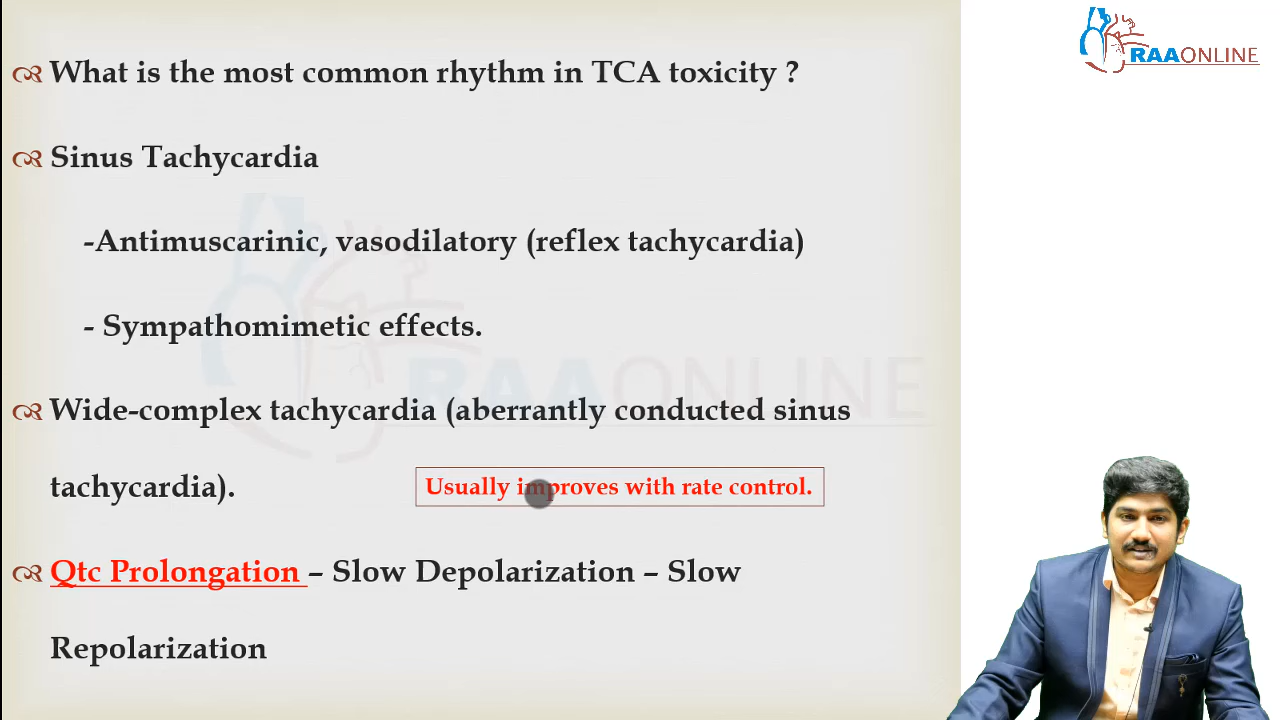 What is the most common rhythm in TCA toxicity ?
Sinus Tachycardia
-Antimuscarinic, vasodilatory (reflex tachycardia)
- Sympathomimetic effects.
Wide-complex tachycardia (aberrantly conducted sinus
tachycardia).
Usually improves with rate control.
Qtc Prolongation – Slow Depolarization – Slow
Repolarization
RAAONLINE
RAAONLINE